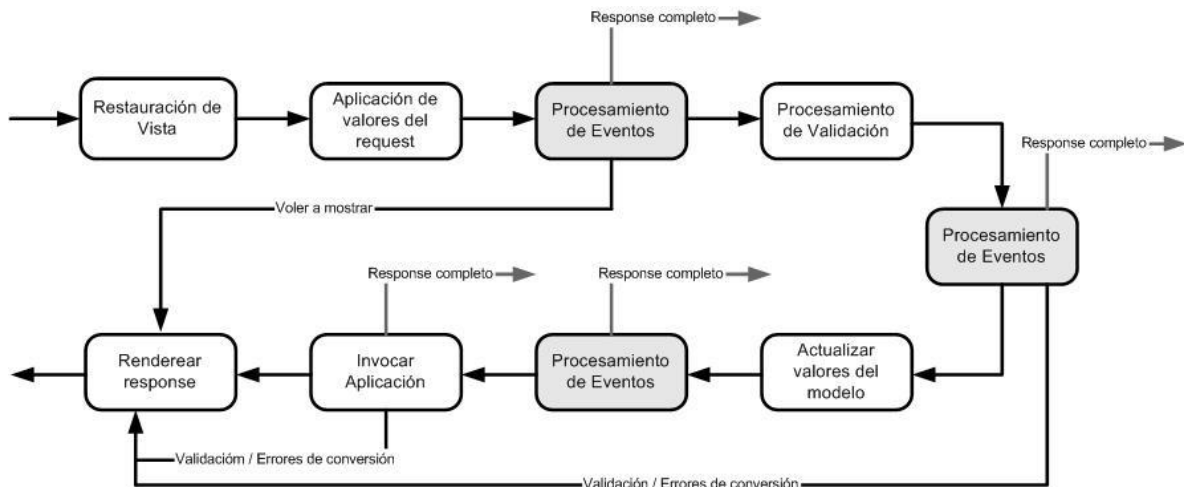 Response completo
Restauración de
Vista
Aplicación de
valores del
request
Procesamiento
de Eventos
Procesamiento
de Validación
Response completo
Voler a mostrar
Procesamiento
de Eventos
Response completo
Response completo
Renderear
response
Invocar
Aplicación
Procesamiento
de Eventos
Actualizar
valores del
modelo
Validacióm / Errores de conversión
Validación / Errores de conversión